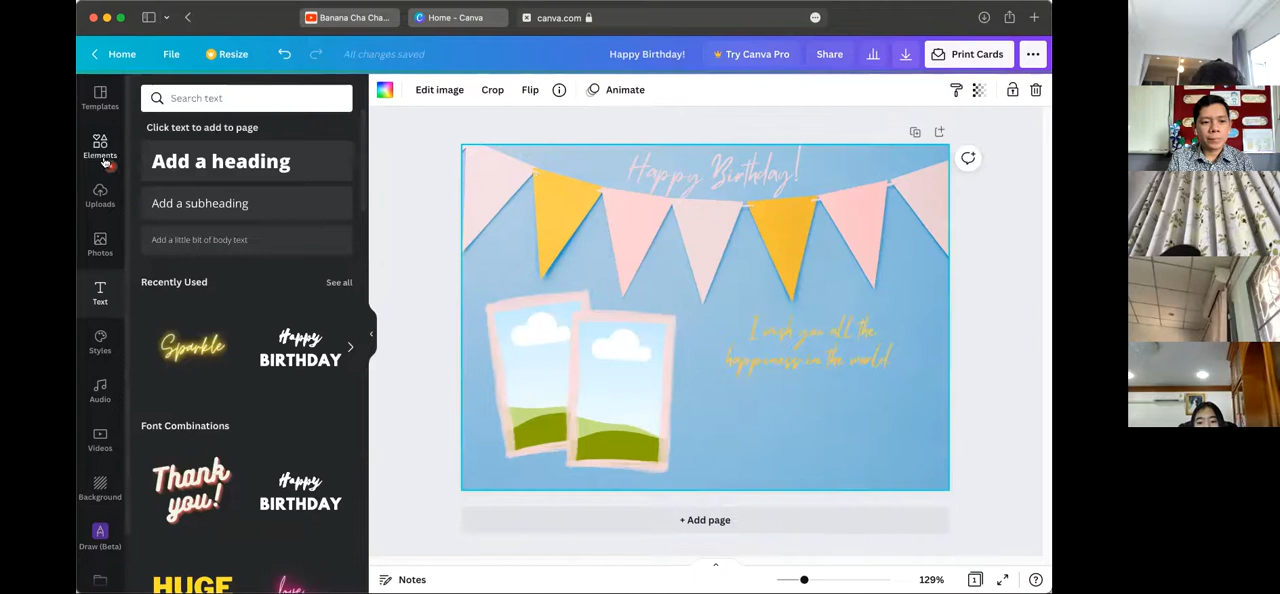 Banana Cha Cha...
Home - Canva
canva.com
Home
File
Resize
All changes saved
Happy Birthday!
Try Canva Pro
Share
Print Cards
Templates
Elements
Uploads
Photos
Text
Styles
Audio
Videos
Background
Draw (Beta)
Search text
Click text to add to page
Add a heading
Add a subheading
Add a little bit of body text
Recently Used
See all
Sparkle
Happy
BIRTHDAY
Font Combinations
Thank
you!
Happy
BIRTHDAY
HUGE
love
Edit image
Crop
Flip
Animate
Happy Birthday!
I wish you all the
happiness in the world.
+ Add page
Notes
129%
1